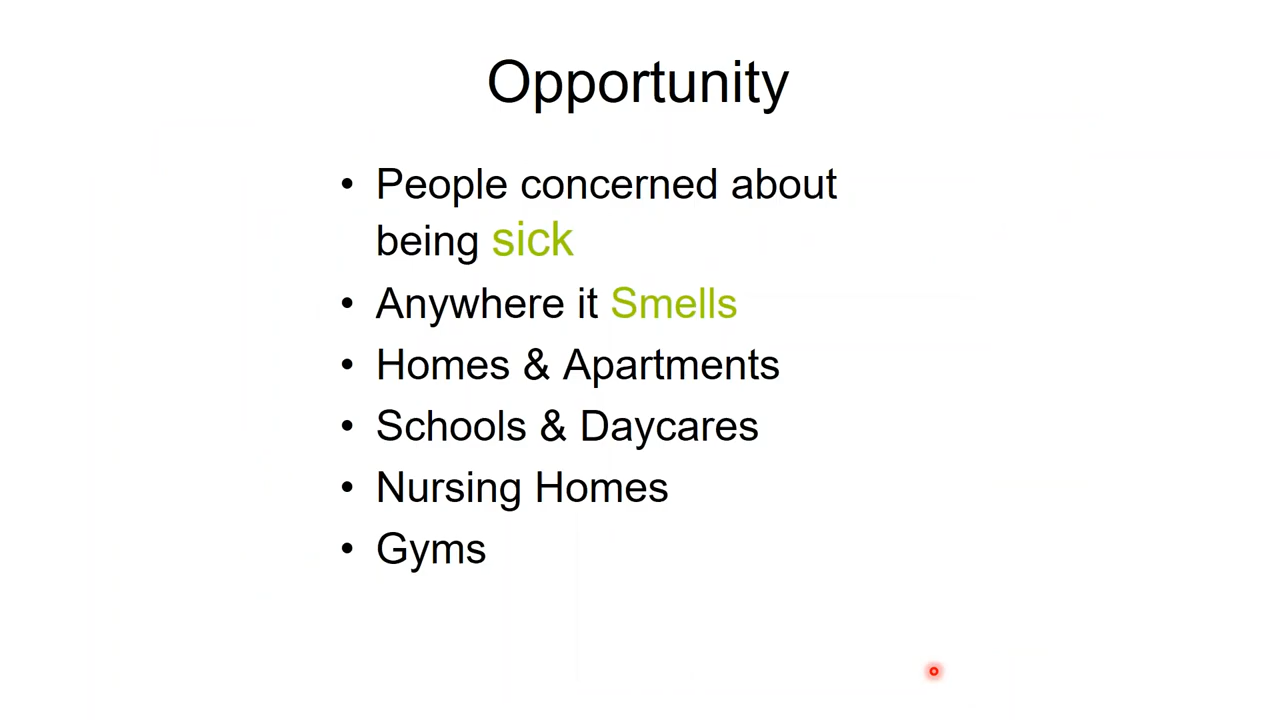 Opportunity
• People concerned about
being sick
• Anywhere it Smells
• Homes & Apartments
• Schools & Daycares
• Nursing Homes
• Gyms